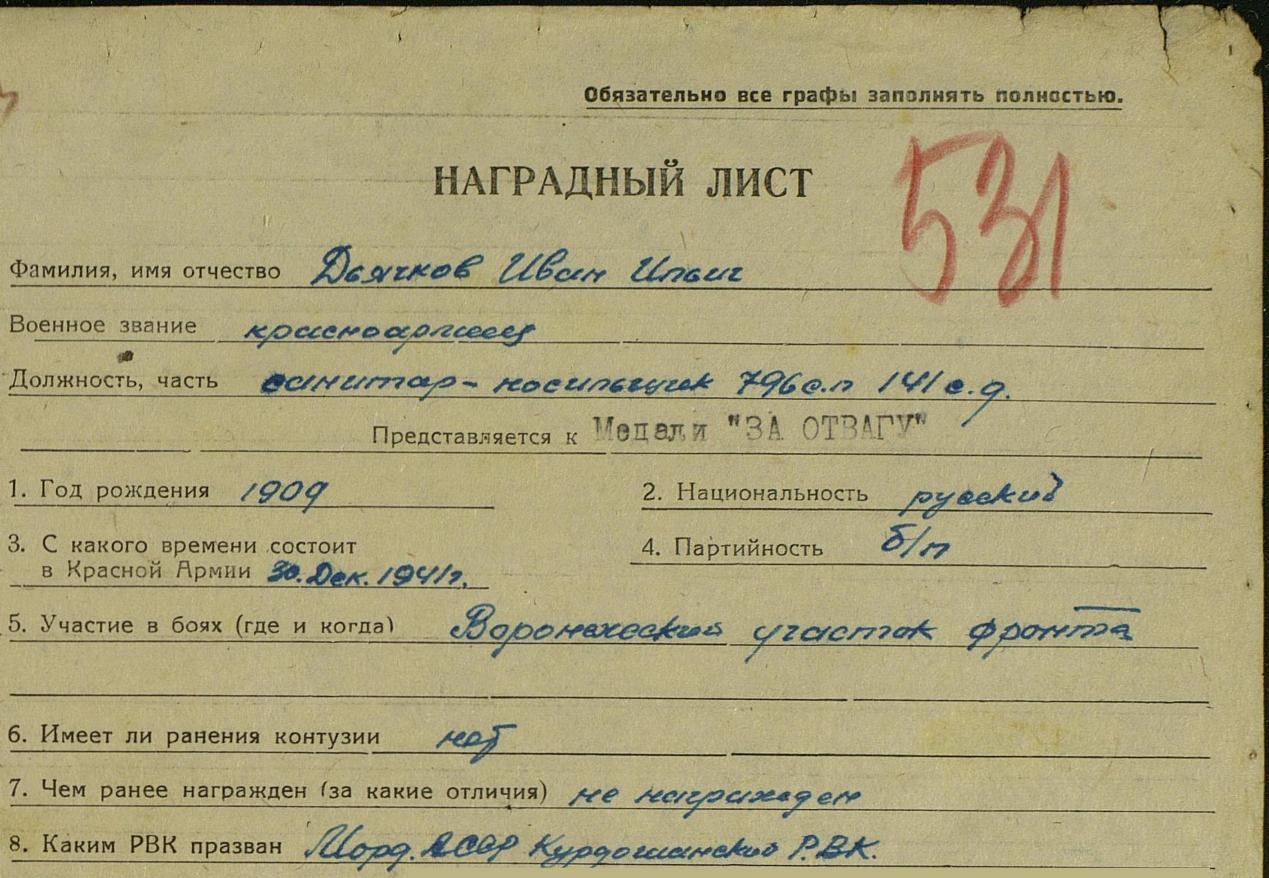 Обязательно все графы заполнять полностью.
НАГРАДНЫЙ ЛИСТ
531
Фамилия, имя отчество Дьячков Иван Ильич
Военное звание красноармеец
Должность, часть санитар-носильщик 796 с.п 141 с.д.
Представляется к Медали "ЗА ОТВАГУ"
1. Год рождения 1909 2. Национальность русский
3. С какого времени состоит 4. Партийность б/п
в Красной Армии 30. Дек. 1941г.
5. Участие в боях (где и когда) Воронежский участок фронта
6. Имеет ли ранения контузии нет
7. Чем ранее награжден (за какие отличия) не награжден
8. Каким РВК празван Морд. АССР Курдошанский Р.В.К.